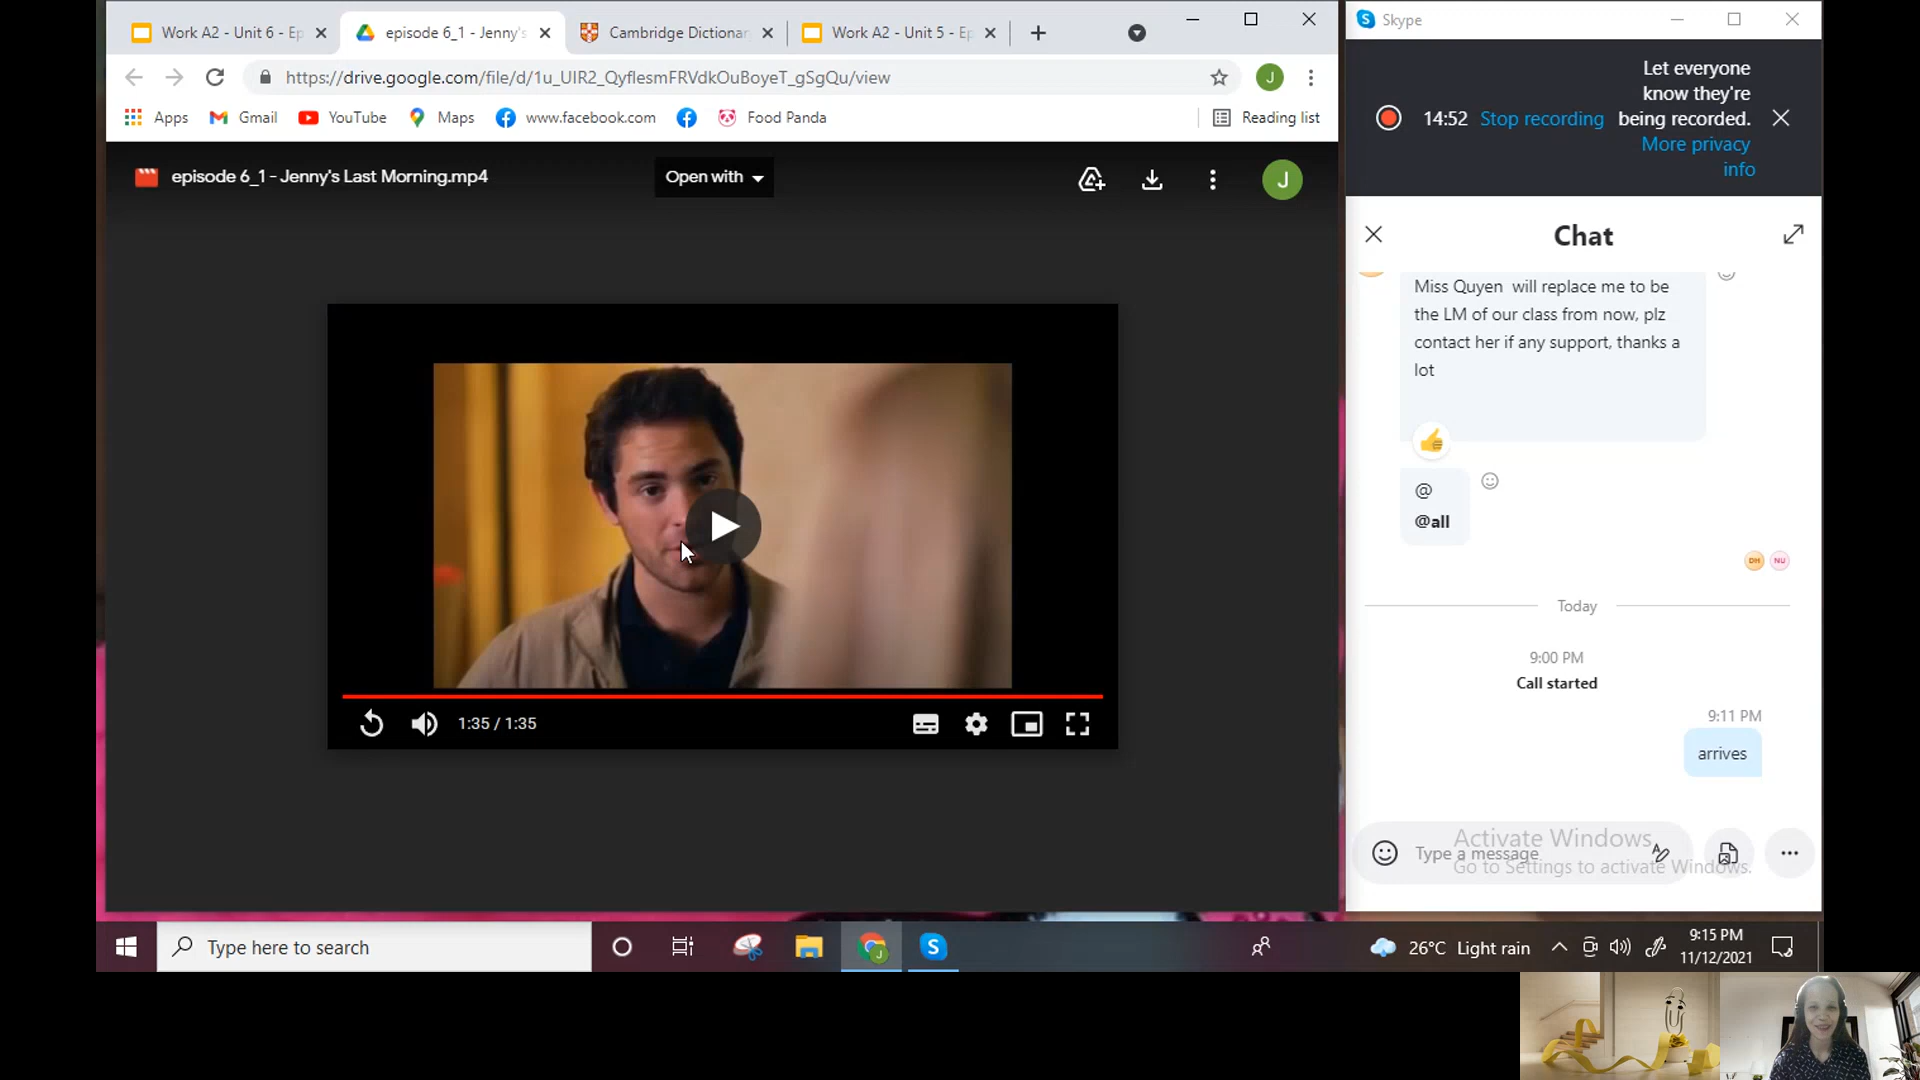 Work A2 - Unit 6 - Ep
episode 6_1 - Jenny's
Cambridge Dictionar
Work A2 - Unit 5 - Ep
https://drive.google.com/file/d/1u_UIR2_QyflesmFRVdkOuBoyeT_gSgQu/view
J
Apps
Gmail
YouTube
Maps
www.facebook.com
Food Panda
Reading list
episode 6_1 - Jenny's Last Morning.mp4
Open with
J
1:35 / 1:35
Skype
14:52
Stop recording
Let everyone
know they're
being recorded.
More privacy
info
Chat
Miss Quyen will replace me to be
the LM of our class from now, plz
contact her if any support, thanks a
lot
@
@all
DH
NU
Today
9:00 PM
Call started
9:11 PM
arrives
Type a message
Activate Windows
Go to Settings to activate Windows.
Type here to search
26°C Light rain
9:15 PM
11/12/2021